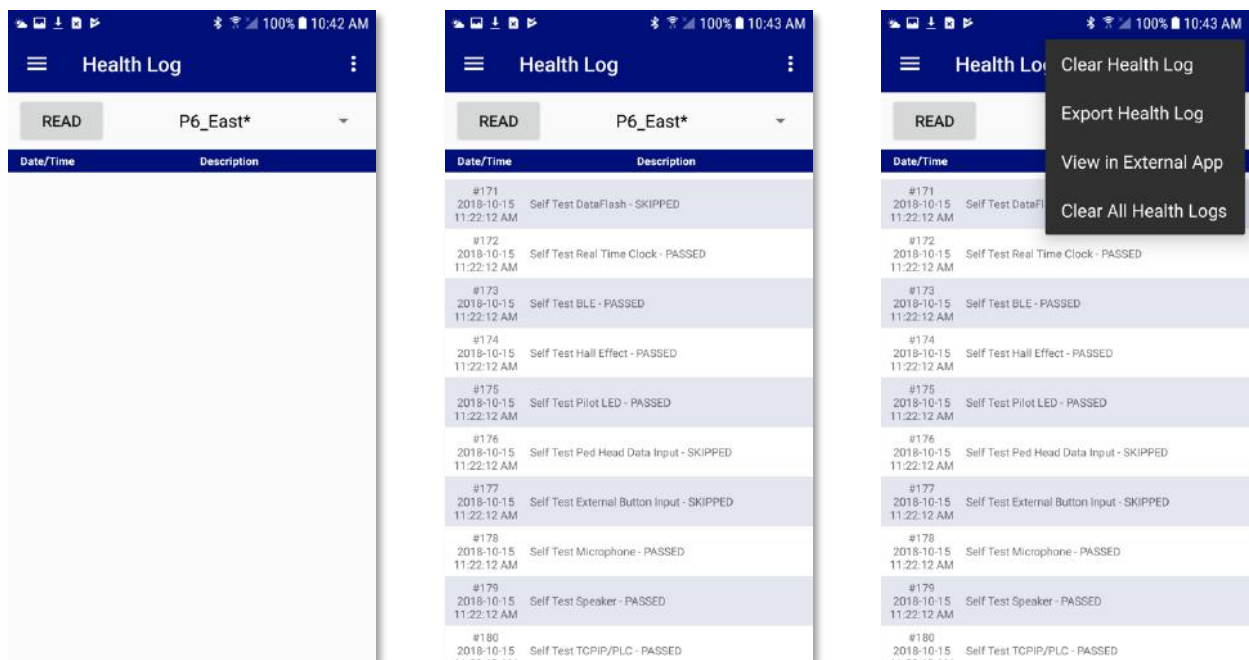 100% 10:42 AM
Health Log
READ P6_East*
Date/Time Description
100% 10:43 AM
Health Log
READ P6_East*
Date/Time Description
#171
2018-10-15
11:22:12 AM
Self Test DataFlash - SKIPPED
#172
2018-10-15
11:22:12 AM
Self Test Real Time Clock - PASSED
#173
2018-10-15
11:22:12 AM
Self Test BLE - PASSED
#174
2018-10-15
11:22:12 AM
Self Test Hall Effect - PASSED
#175
2018-10-15
11:22:12 AM
Self Test Pilot LED - PASSED
#176
2018-10-15
11:22:12 AM
Self Test Ped Head Data Input - SKIPPED
#177
2018-10-15
11:22:12 AM
Self Test External Button Input - SKIPPED
#178
2018-10-15
11:22:12 AM
Self Test Microphone - PASSED
#179
2018-10-15
11:22:12 AM
Self Test Speaker - PASSED
#180
2018-10-15
Self Test TCPIP/PLC - PASSED
100% 10:43 AM
Health Lo
Clear Health Log
Export Health Log
View in External App
Clear All Health Logs
READ
Date/Time
#171
2018-10-15
11:22:12 AM
Self Test DataFl
#172
2018-10-15
11:22:12 AM
Self Test Real Time Clock - PASSED
#173
2018-10-15
11:22:12 AM
Self Test BLE - PASSED
#174
2018-10-15
11:22:12 AM
Self Test Hall Effect - PASSED
#175
2018-10-15
11:22:12 AM
Self Test Pilot LED - PASSED
#176
2018-10-15
11:22:12 AM
Self Test Ped Head Data Input - SKIPPED
#177
2018-10-15
11:22:12 AM
Self Test External Button Input - SKIPPED
#178
2018-10-15
11:22:12 AM
Self Test Microphone - PASSED
#179
2018-10-15
11:22:12 AM
Self Test Speaker - PASSED
#180
2018-10-15
Self Test TCPIP/PLC - PASSED